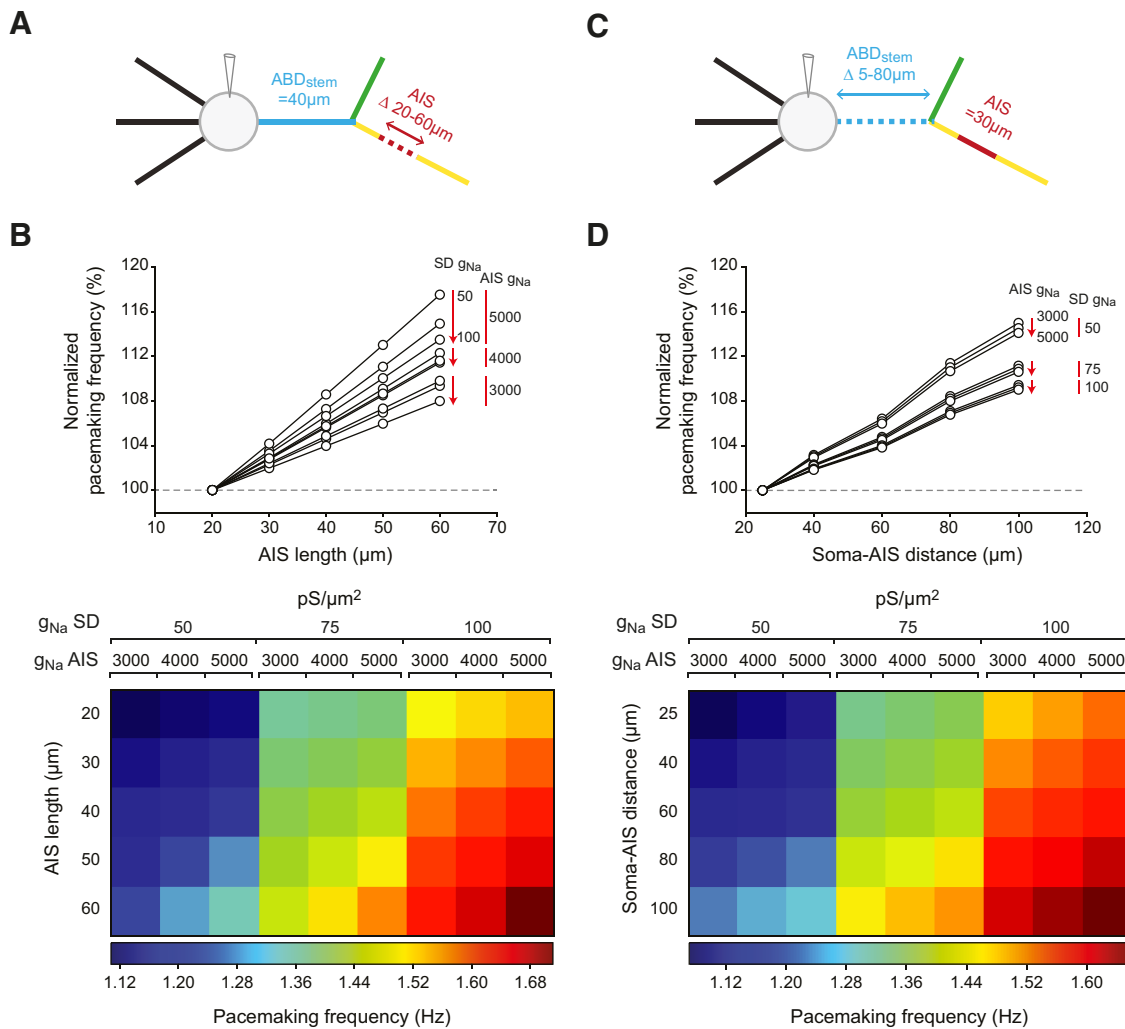 A
ABDstem
=40µm
AIS
Δ 20-60µm
C
ABDstem
Δ 5-80µm
AIS
=30µm
B
Normalized
pacemaking frequency (%)
120
116
112
108
104
100
10
20
30
40
50
60
70
AIS length (µm)
SD gNa
AIS gNa
50
100
5000
4000
3000
D
Normalized
pacemaking frequency (%)
120
116
112
108
104
100
20
40
60
80
100
120
Soma-AIS distance (µm)
AIS gNa
SD gNa
3000
5000
50
75
100
pS/µm²
gNa SD
50
75
100
gNa AIS
3000 4000 5000 3000 4000 5000 3000 4000 5000
AIS length (µm)
20
30
40
50
60
1.12 1.20 1.28 1.36 1.44 1.52 1.60 1.68
Pacemaking frequency (Hz)
pS/µm²
gNa SD
50
75
100
gNa AIS
3000 4000 5000 3000 4000 5000 3000 4000 5000
Soma-AIS distance (µm)
25
40
60
80
100
1.12 1.20 1.28 1.36 1.44 1.52 1.60
Pacemaking frequency (Hz)